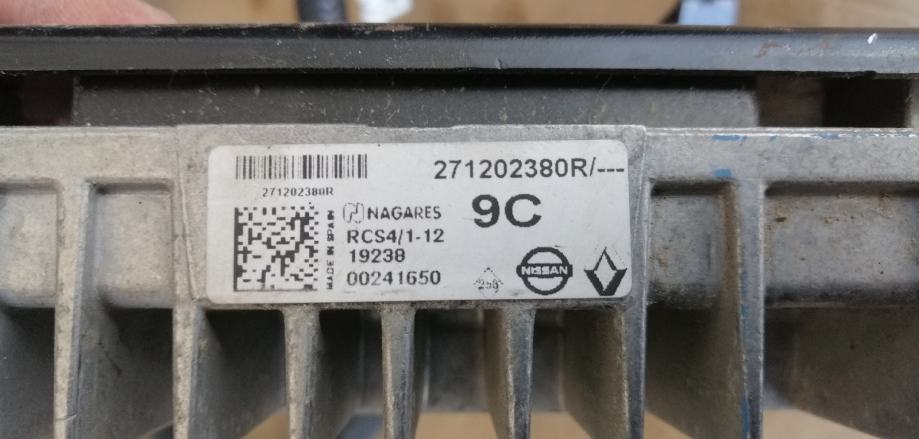 271202380R/---
271202380R
NAGARES
9C
RCS4/1-12
19238
00241650
MADE IN SPAIN
NISSAN